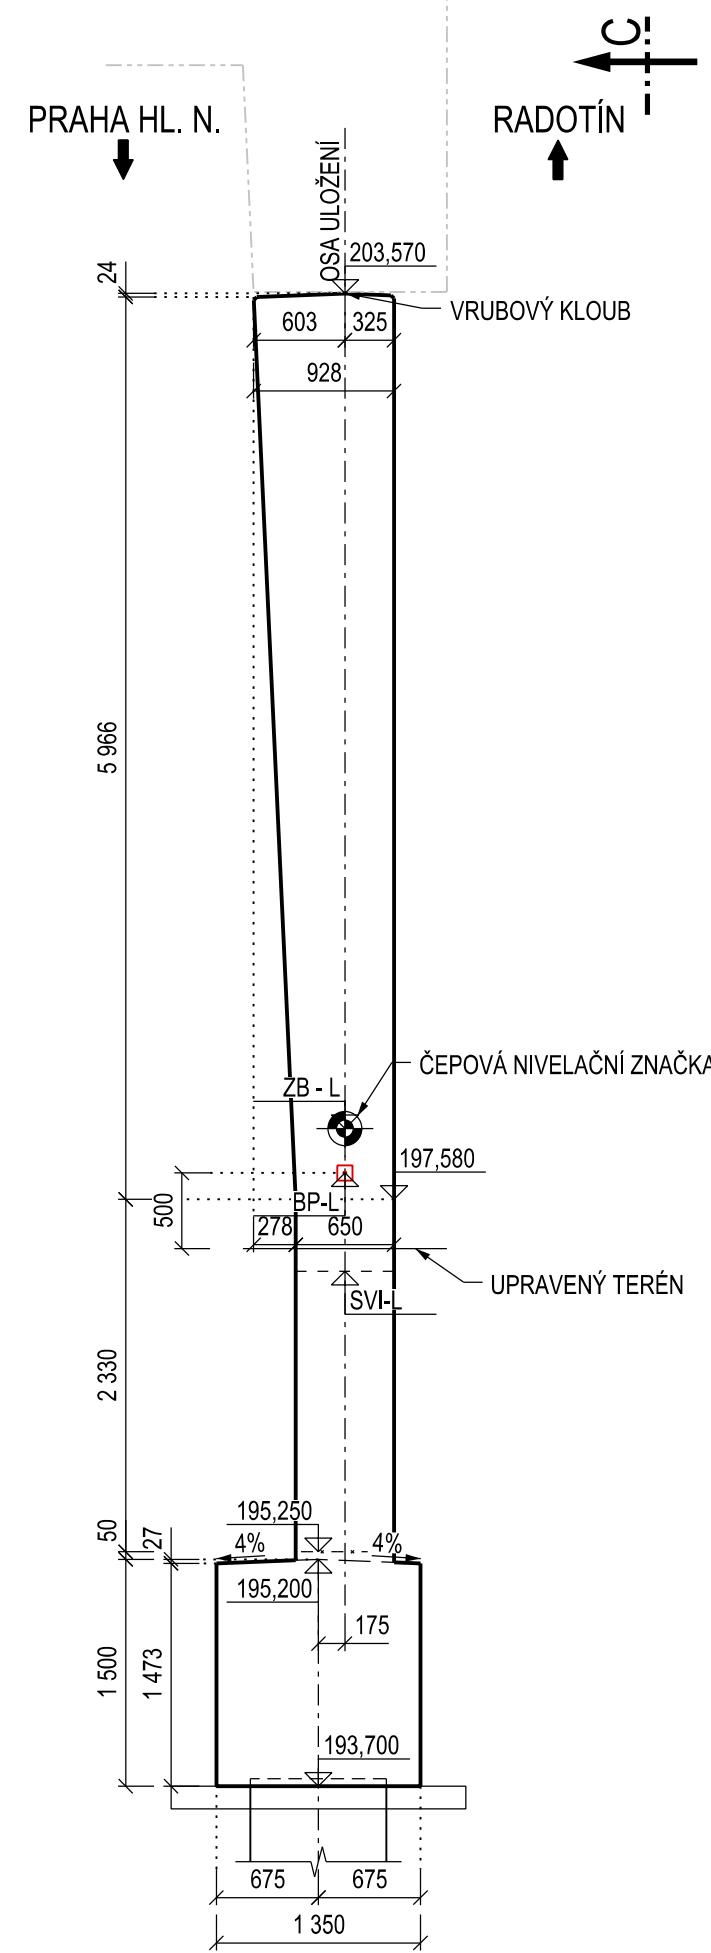 C
PRAHA HL. N.
RADOTÍN
OSA ULOŽENÍ
203,570
24
VRUBOVÝ KLOUB
603
325
928
5 966
ČEPOVÁ NIVELAČNÍ ZNAČKA
ZB - L
197,580
500
BP-L
278
650
UPRAVENÝ TERÉN
SVI-L
2 330
195,250
50
27
4%
4%
195,200
175
1 500
1 473
193,700
675
675
1 350